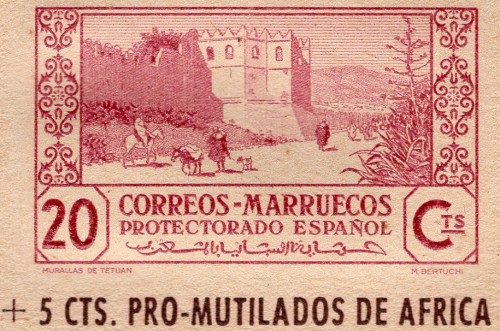 20 CORREOS-MARRUECOS CTS
PROTECTORADO ESPAÑOL
MURALLAS DE TETUAN M. BERTUCHI
+ 5 CTS. PRO-MUTILADOS DE AFRICA